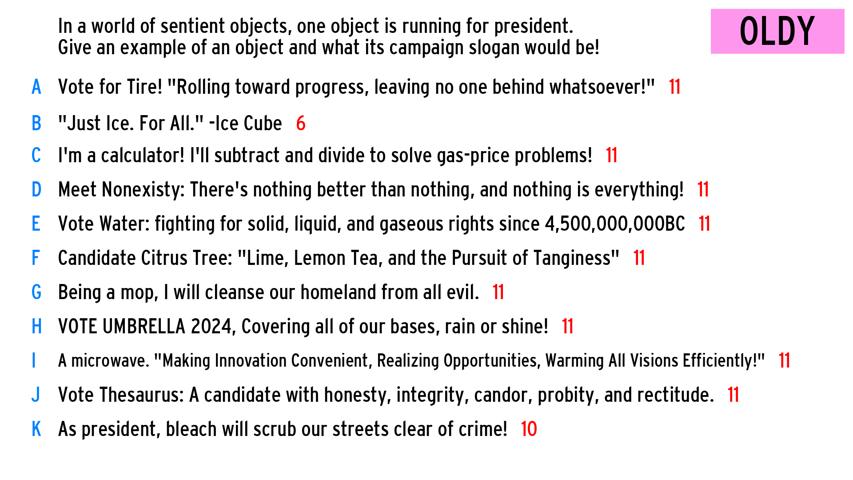 In a world of sentient objects, one object is running for president.
Give an example of an object and what its campaign slogan would be!
OLDY
A Vote for Tire! "Rolling toward progress, leaving no one behind whatsoever!" 11
B "Just Ice. For All." -Ice Cube 6
C I'm a calculator! I'll subtract and divide to solve gas-price problems! 11
D Meet Nonexisty: There's nothing better than nothing, and nothing is everything! 11
E Vote Water: fighting for solid, liquid, and gaseous rights since 4,500,000,000BC 11
F Candidate Citrus Tree: "Lime, Lemon Tea, and the Pursuit of Tanginess" 11
G Being a mop, I will cleanse our homeland from all evil. 11
H VOTE UMBRELLA 2024, Covering all of our bases, rain or shine! 11
I A microwave. "Making Innovation Convenient, Realizing Opportunities, Warming All Visions Efficiently!" 11
J Vote Thesaurus: A candidate with honesty, integrity, candor, probity, and rectitude. 11
K As president, bleach will scrub our streets clear of crime! 10